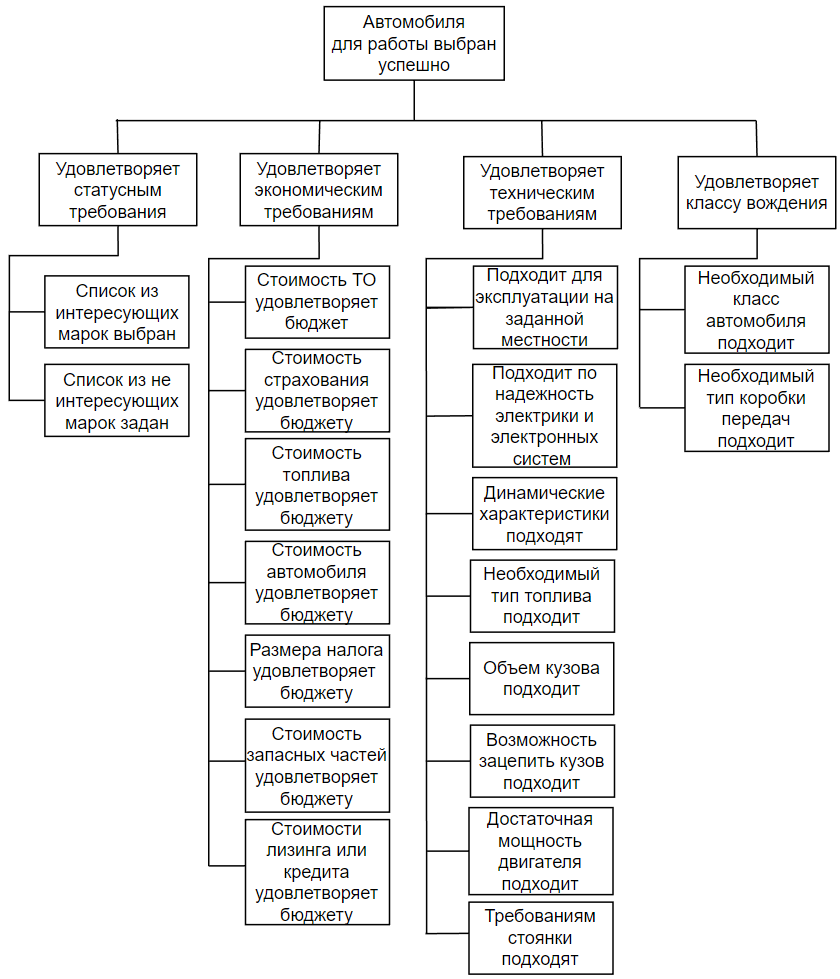 Автомобиля
для работы выбран
успешно
Удовлетворяет
статусным
требования
Удовлетворяет
экономическим
требованиям
Удовлетворяет
техническим
требованиям
Удовлетворяет
классу вождения
Список из
интересующих
марок выбран
Список из не
интересующих
марок задан
Стоимость ТО
удовлетворяет
бюджет
Стоимость
страхования
удовлетворяет
бюджету
Стоимость
топлива
удовлетворяет
бюджету
Стоимость
автомобиля
удовлетворяет
бюджету
Размера налога
удовлетворяет
бюджету
Стоимость
запасных частей
удовлетворяет
бюджету
Стоимости
лизинга или
кредита
удовлетворяет
бюджету
Подходит для
эксплуатации на
заданной
местности
Подходит по
надежность
электрики и
электронных
систем
Динамические
характеристики
подходят
Необходимый
тип топлива
подходит
Объем кузова
подходит
Возможность
зацепить кузов
подходит
Достаточная
мощность
двигателя
подходит
Требованиям
стоянки
подходят
Необходимый
класс
автомобиля
подходит
Необходимый
тип коробки
передач
подходит